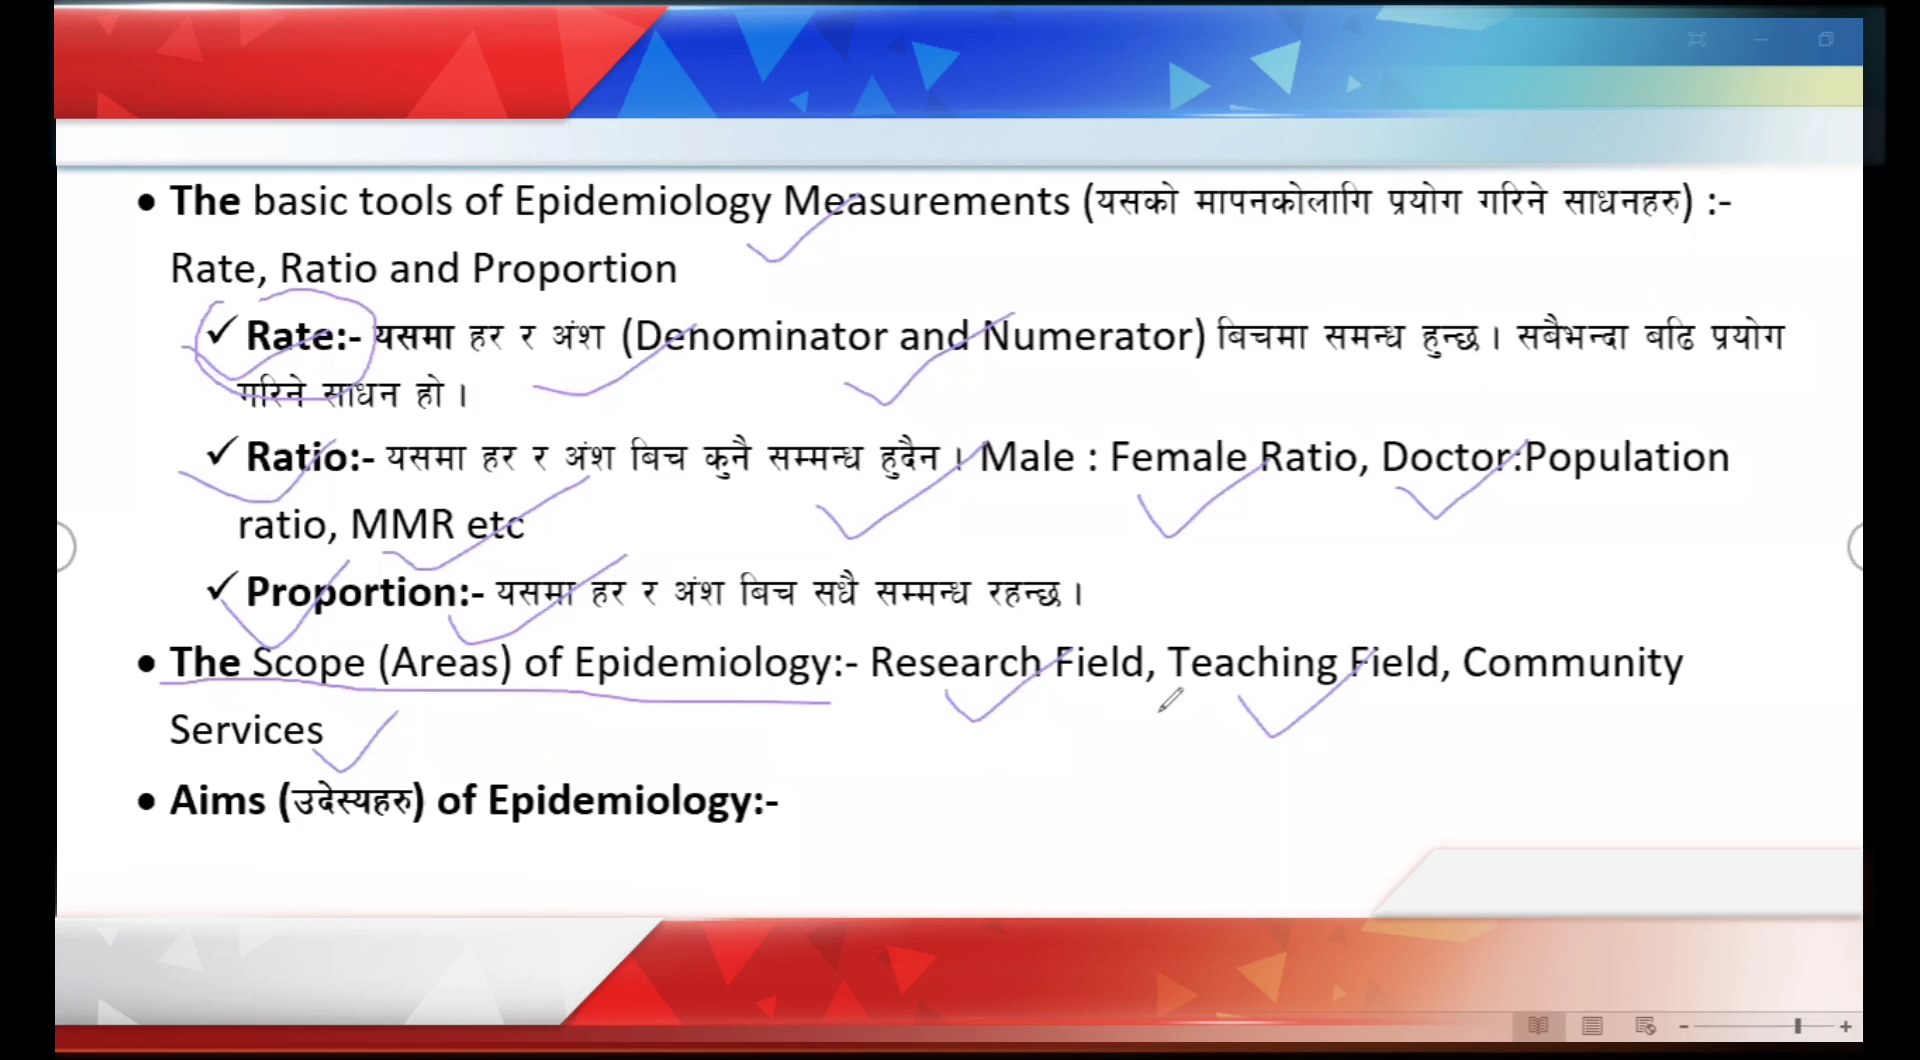 • The basic tools of Epidemiology Measurements (यसको मापनकोलागि प्रयोग गरिने साधनहरु) :-
Rate, Ratio and Proportion
✓ Rate:- यसमा हर र अंश (Denominator and Numerator) बिचमा समन्ध हुन्छ । सबैभन्दा बढि प्रयोग
गरिने साधन हो ।
✓ Ratio:- यसमा हर र अंश बिच कुनै सम्मन्ध हुदैन । Male : Female Ratio, Doctor:Population
ratio, MMR etc
✓ Proportion:- यसमा हर र अंश बिच सधै सम्मन्ध रहन्छ ।
• The Scope (Areas) of Epidemiology:- Research Field, Teaching Field, Community
Services
• Aims (उदेस्यहरु) of Epidemiology:-